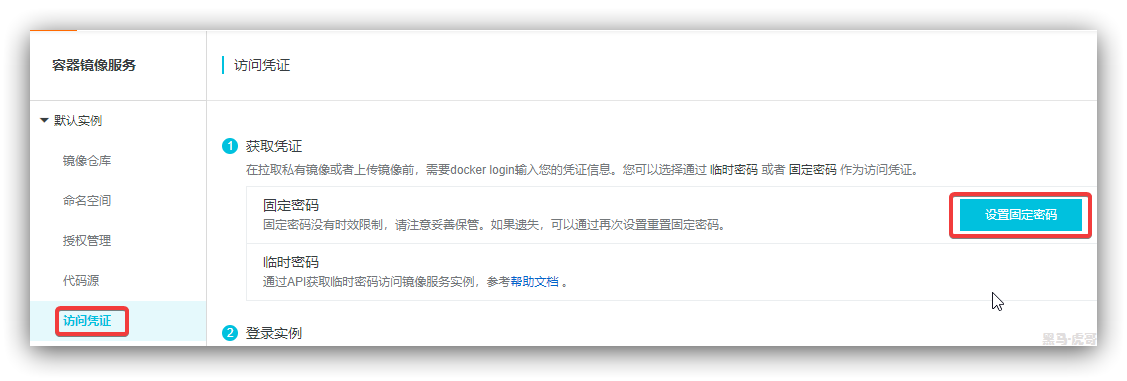 容器镜像服务
访问凭证
默认实例
镜像仓库
命名空间
授权管理
代码源
访问凭证
1 获取凭证
在拉取私有镜像或者上传镜像前，需要docker login输入您的凭证信息。您可以选择通过 临时密码 或者 固定密码 作为访问凭证。
固定密码
固定密码没有时效限制，请注意妥善保管。如果遗失，可以通过再次设置重置固定密码。
设置固定密码
临时密码
通过API获取临时密码访问镜像服务实例，参考帮助文档 。
2 登录实例
黑马·虎哥